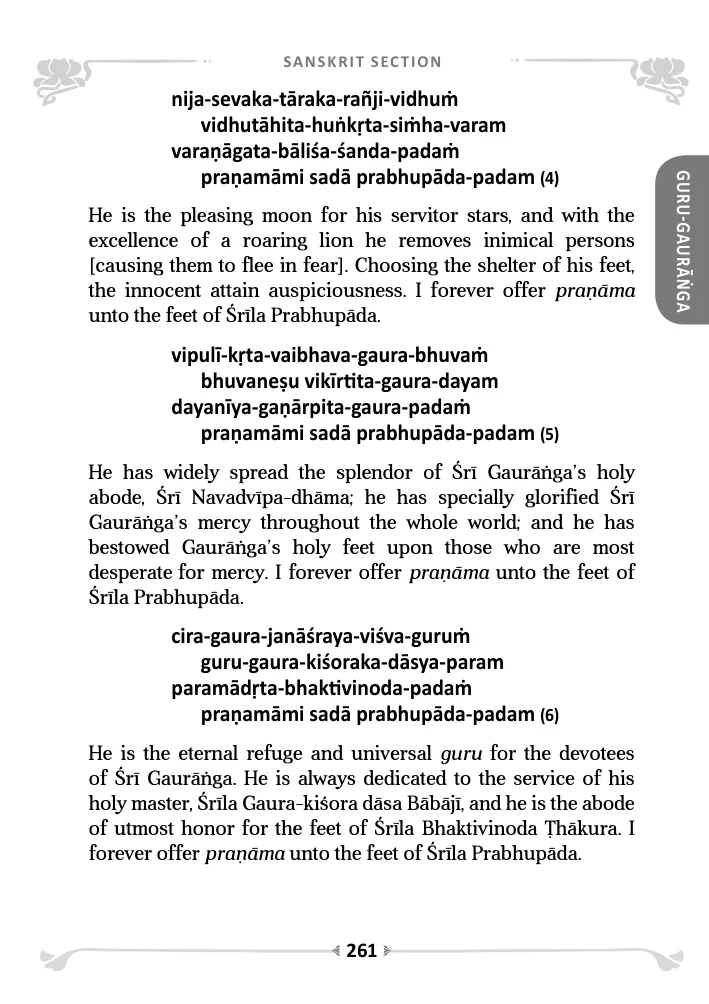 SANSKRIT SECTION
nija-sevaka-tāraka-rañji-vidhuṁ
vidhutāhita-huṅkṛta-siṁha-varam
varaṇāgata-bāliśa-śanda-padaṁ
praṇamāmi sadā prabhupāda-padam (4)
GURU-GAURĀṄGA
He is the pleasing moon for his servitor stars, and with the
excellence of a roaring lion he removes inimical persons
[causing them to flee in fear]. Choosing the shelter of his feet,
the innocent attain auspiciousness. I forever offer praṇāma
unto the feet of Śrīla Prabhupāda.
vipulī-kṛta-vaibhava-gaura-bhuvaṁ
bhuvaneṣu vikīrtita-gaura-dayam
dayanīya-gaṇārpita-gaura-padaṁ
praṇamāmi sadā prabhupāda-padam (5)
He has widely spread the splendor of Śrī Gaurāṅga’s holy
abode, Śrī Navadvīpa-dhāma; he has specially glorified Śrī
Gaurāṅga’s mercy throughout the whole world; and he has
bestowed Gaurāṅga’s holy feet upon those who are most
desperate for mercy. I forever offer praṇāma unto the feet of
Śrīla Prabhupāda.
cira-gaura-janāśraya-viśva-guruṁ
guru-gaura-kiśoraka-dāsya-param
paramādṛta-bhaktivinoda-padaṁ
praṇamāmi sadā prabhupāda-padam (6)
He is the eternal refuge and universal guru for the devotees
of Śrī Gaurāṅga. He is always dedicated to the service of his
holy master, Śrīla Gaura-kiśora dāsa Bābājī, and he is the abode
of utmost honor for the feet of Śrīla Bhaktivinoda Ṭhākura. I
forever offer praṇāma unto the feet of Śrīla Prabhupāda.
261